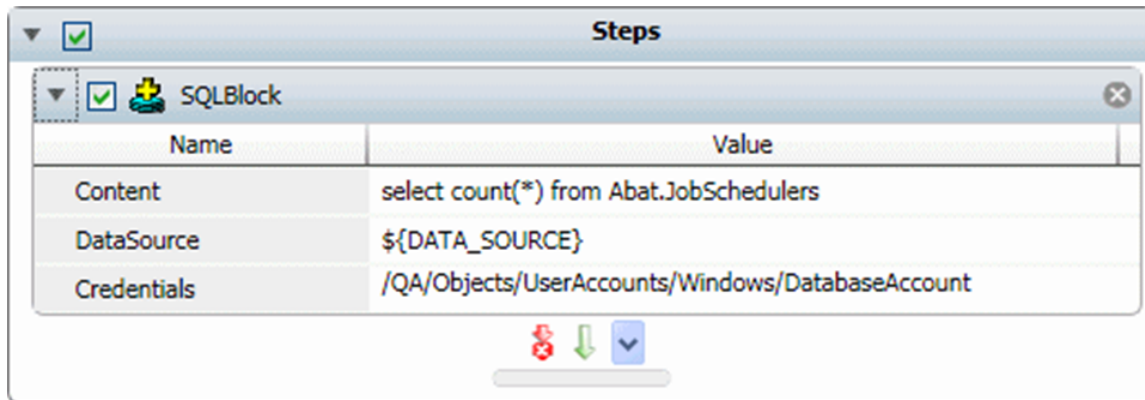 Steps
SQLBlock
Name Value
Content select count(*) from Abat.JobSchedulers
DataSource ${DATA_SOURCE}
Credentials /QA/Objects/UserAccounts/Windows/DatabaseAccount